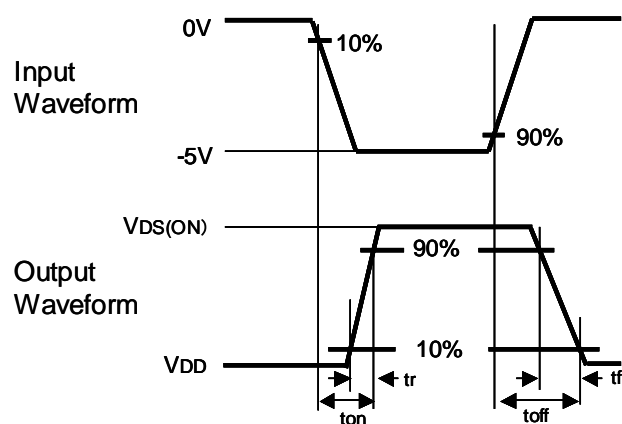 0V
10%
Input
Waveform
-5V
90%
VDS(ON)
90%
Output
Waveform
10%
VDD
tr
tf
ton
toff